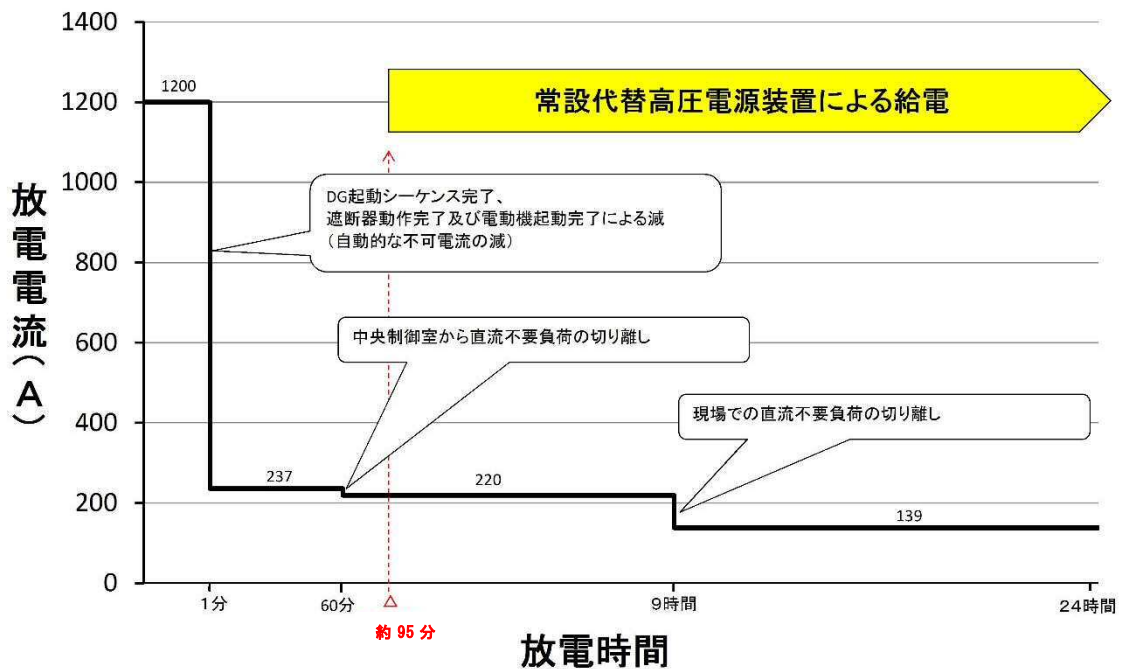 1400
1200
1000
800
600
400
200
0
放電電流(A)
1200
常設代替高圧電源装置による給電
DG起動シーケンス完了、
遮断器動作完了及び電動機起動完了による減
(自動的な不可電流の減)
中央制御室から直流不要負荷の切り離し
現場での直流不要負荷の切り離し
237
220
139
1分
60分
9時間
24時間
約 95 分
放電時間